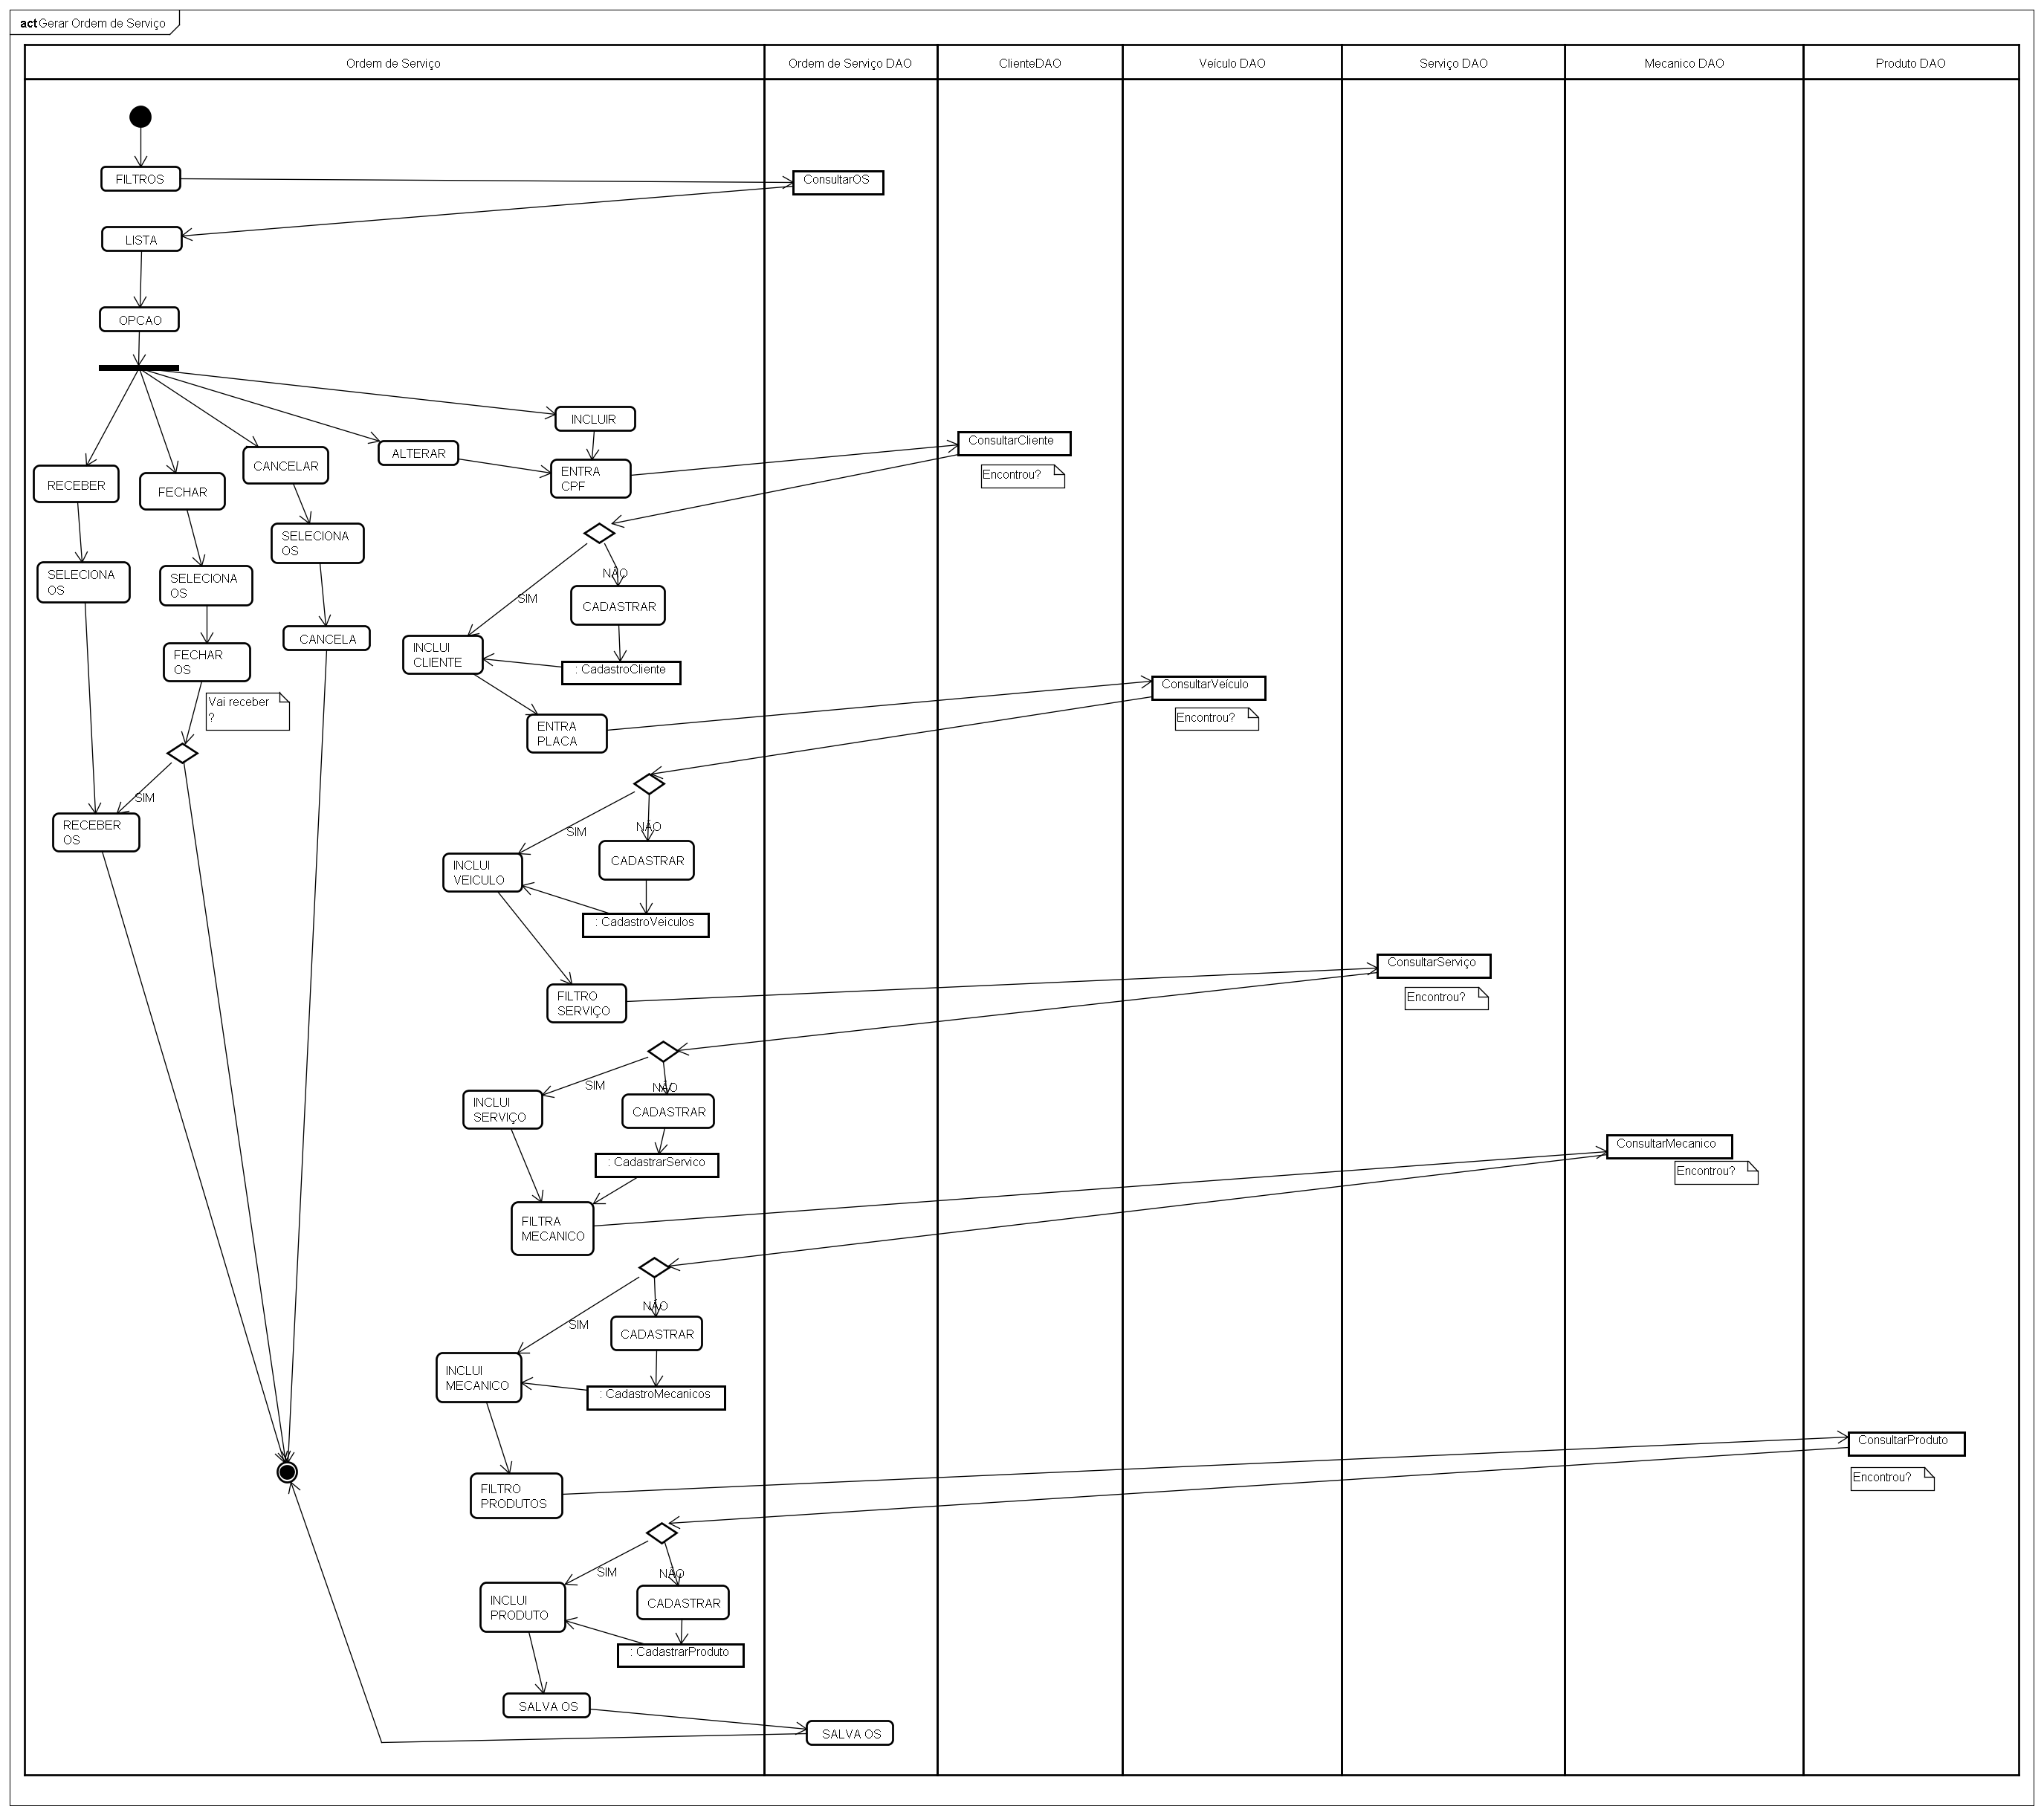 act Gerar Ordem de Serviço
Ordem de Serviço
Ordem de Serviço DAO
ClienteDAO
Veículo DAO
Serviço DAO
Mecanico DAO
Produto DAO
FILTROS
ConsultarOS
LISTA
OPCAO
INCLUIR
ALTERAR
CANCELAR
RECEBER
FECHAR
ENTRA
CPF
ConsultarCliente
Encontrou?
SELECIONA
OS
SELECIONA
OS
SELECIONA
OS
NÃO
SIM
CADASTRAR
CANCELA
FECHAR
OS
INCLUI
CLIENTE
: CadastroCliente
Vai receber
?
ConsultarVeículo
Encontrou?
ENTRA
PLACA
SIM
RECEBER
OS
SIM
NÃO
CADASTRAR
INCLUI
VEICULO
: CadastroVeiculos
ConsultarServiço
Encontrou?
FILTRO
SERVIÇO
SIM
NÃO
CADASTRAR
INCLUI
SERVIÇO
: CadastrarServico
ConsultarMecanico
Encontrou?
FILTRA
MECANICO
NÃO
SIM
CADASTRAR
INCLUI
MECANICO
: CadastroMecanicos
ConsultarProduto
Encontrou?
FILTRO
PRODUTOS
SIM
NÃO
CADASTRAR
INCLUI
PRODUTO
: CadastrarProduto
SALVA OS
SALVA OS